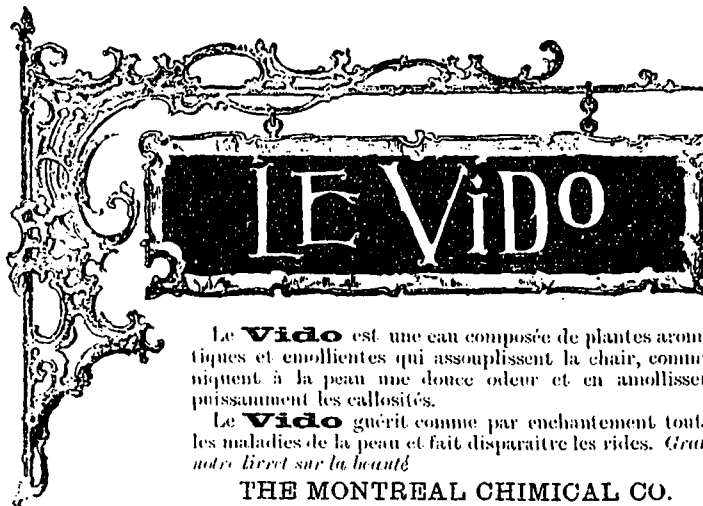 LE ViDO
Le Vido est une eau composée de plantes arom
tiques et emollientes qui assouplissent la chair, commu
niquent à la peau une douce odeur et en amollisse
puissamment les callosités.
Le Vido guérit comme par enchantement tout
les maladies de la peau et fait disparaitre les rides. Grat
notre livret sur la beauté
THE MONTREAL CHIMICAL CO.